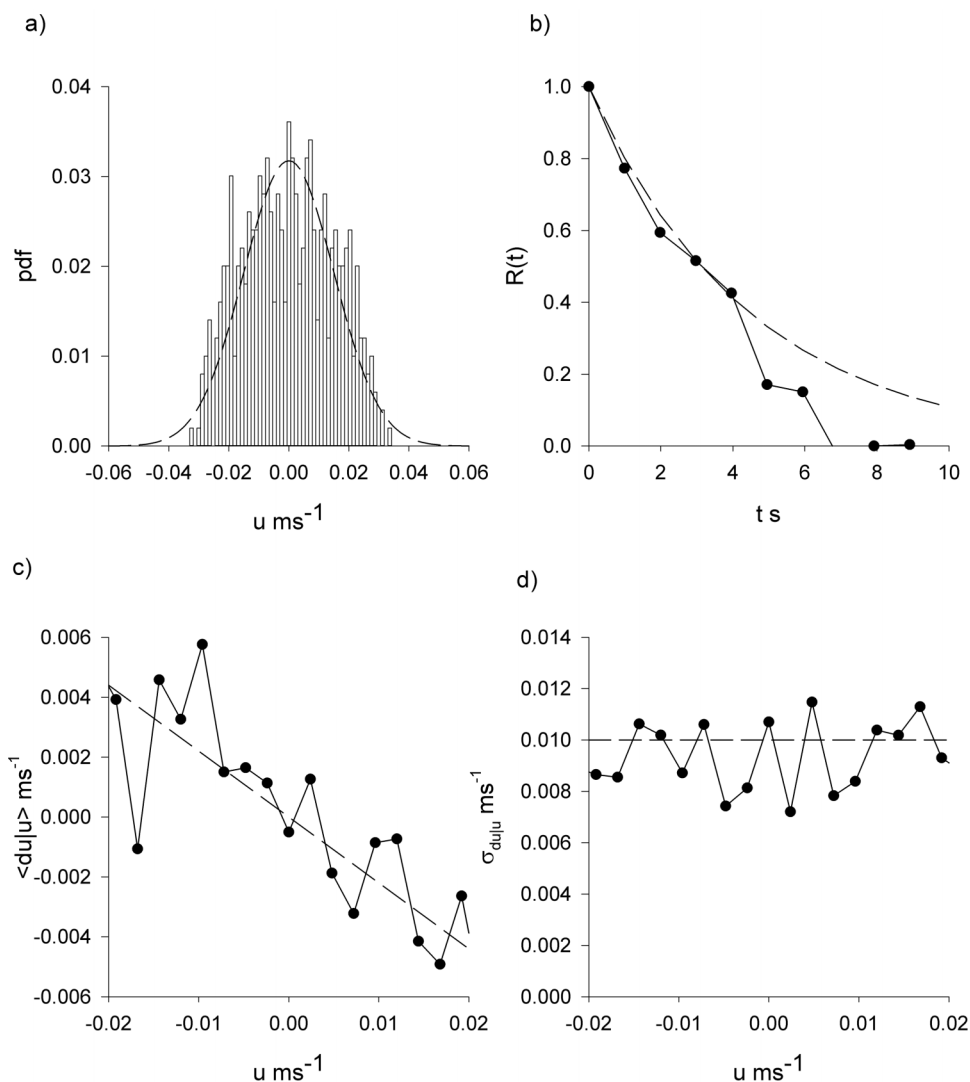 a)
0.04
0.03
0.02
0.01
0.00
pdf
-0.06 -0.04 -0.02 0.00 0.02 0.04 0.06
u ms-1
b)
1.0
0.8
0.6
0.4
0.2
0.0
R(t)
0 2 4 6 8 10
t s
c)
0.006
0.004
0.002
0.000
-0.002
-0.004
-0.006
<du|u> ms-1
-0.02 -0.01 0.00 0.01 0.02
u ms-1
d)
0.014
0.012
0.010
0.008
0.006
0.004
0.002
0.000
σdu|u ms-1
-0.02 -0.01 0.00 0.01 0.02
u ms-1